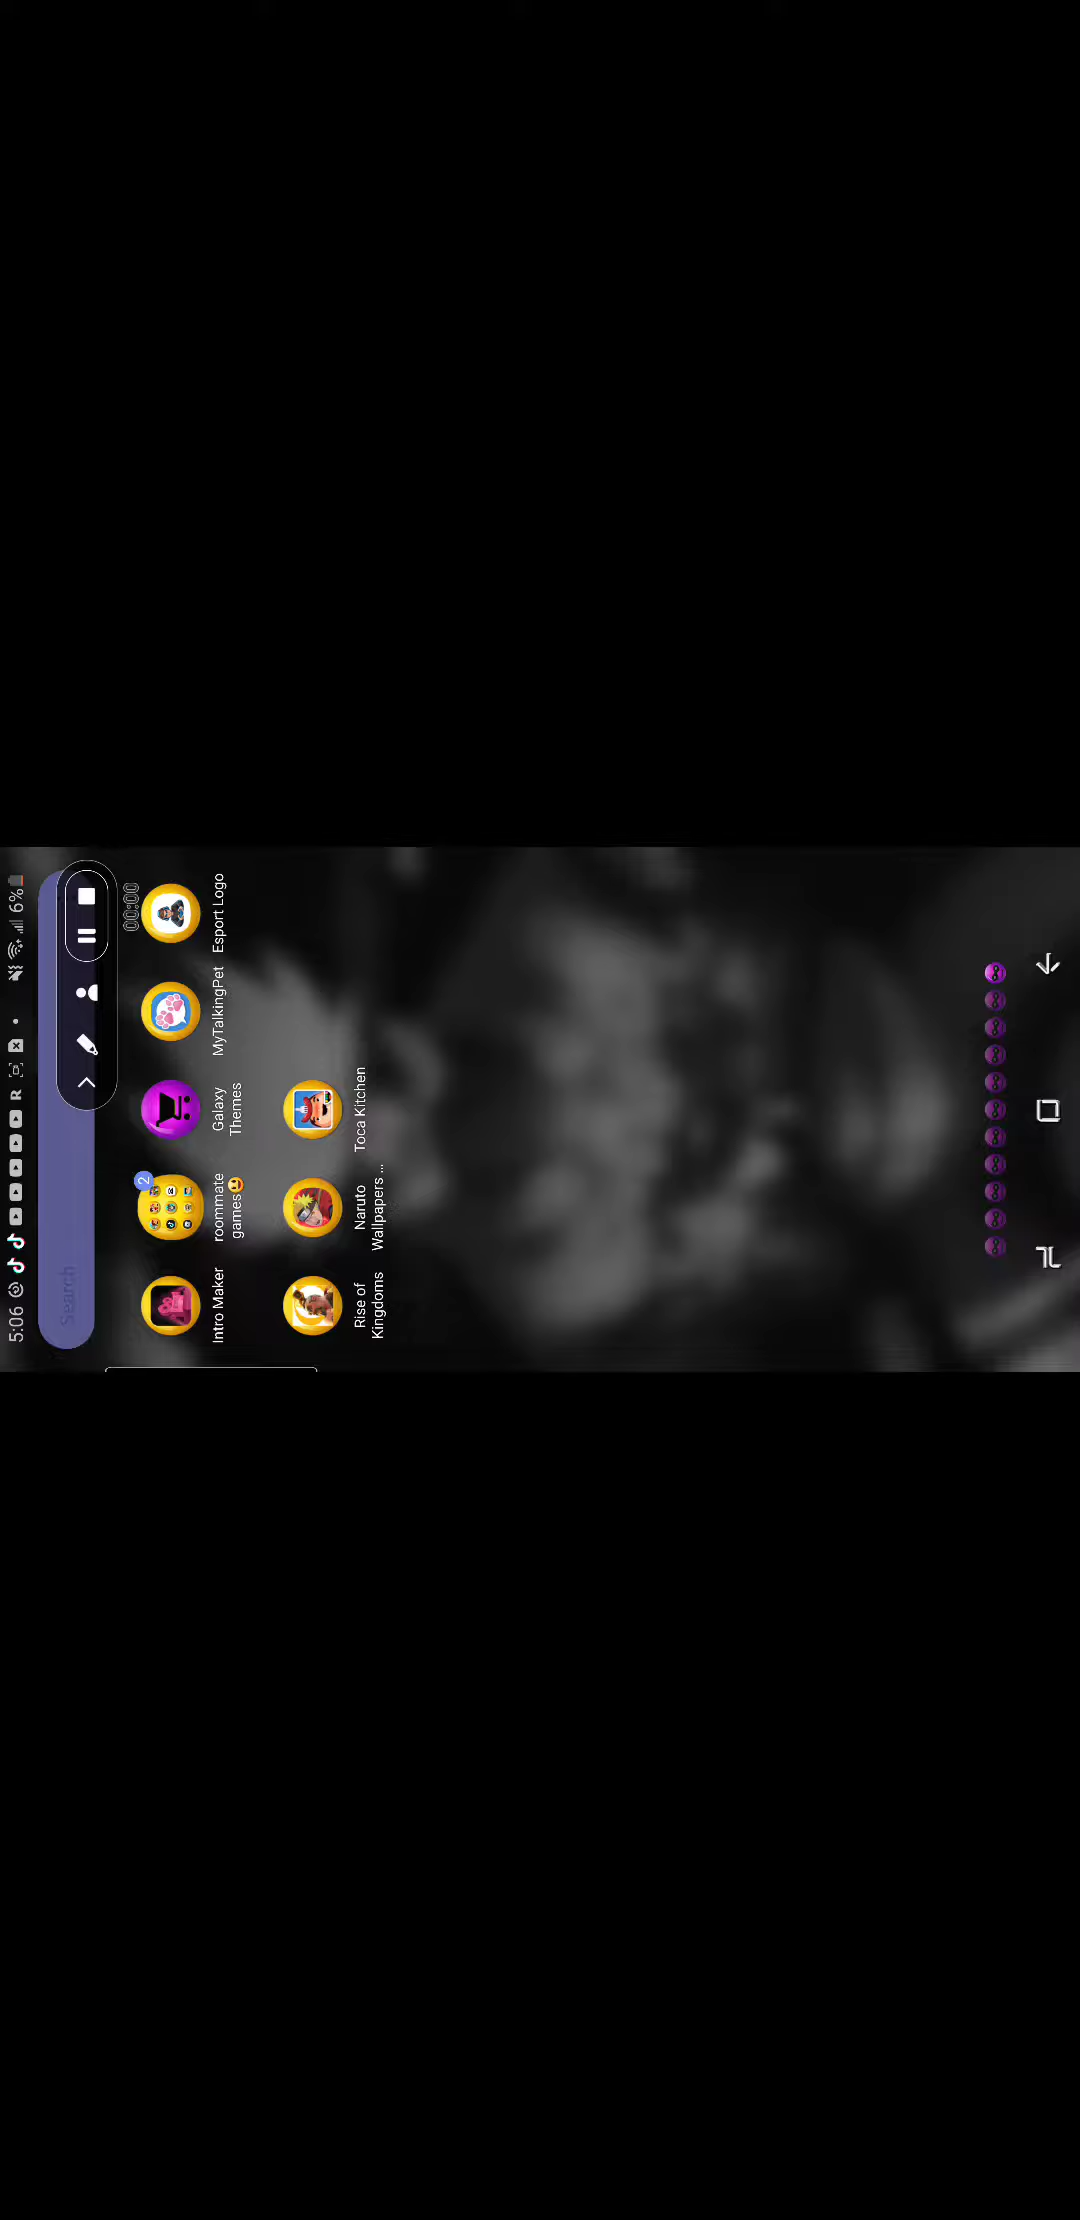 5:06
R
6%
Search
00:00
Intro Maker
roommate
games😃
2
Galaxy
Themes
MyTalkingPet
Esport Logo
Rise of
Kingdoms
Naruto
Wallpapers ...
Toca Kitchen